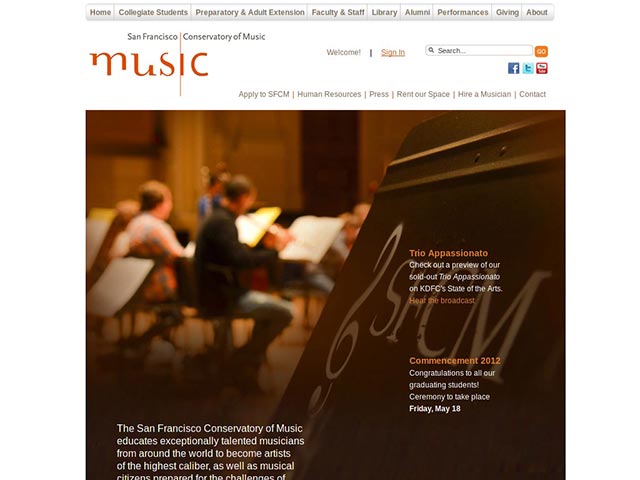 Home Collegiate Students Preparatory & Adult Extension Faculty & Staff Library Alumni Performances Giving About
San Francisco Conservatory of Music
music
Welcome! | Sign In
Search...
GO
You Tube
Apply to SFCM | Human Resources | Press | Rent our Space | Hire a Musician | Contact
SFCM
Trio Appassionato
Check out a preview of our
sold-out Trio Appassionato
on KDFC's State of the Arts.
Hear the broadcast
Commencement 2012
Congratulations to all our
graduating students!
Ceremony to take place
Friday, May 18
The San Francisco Conservatory of Music
educates exceptionally talented musicians
from around the world to become artists
of the highest caliber, as well as musical
citizens prepared for the challenges of